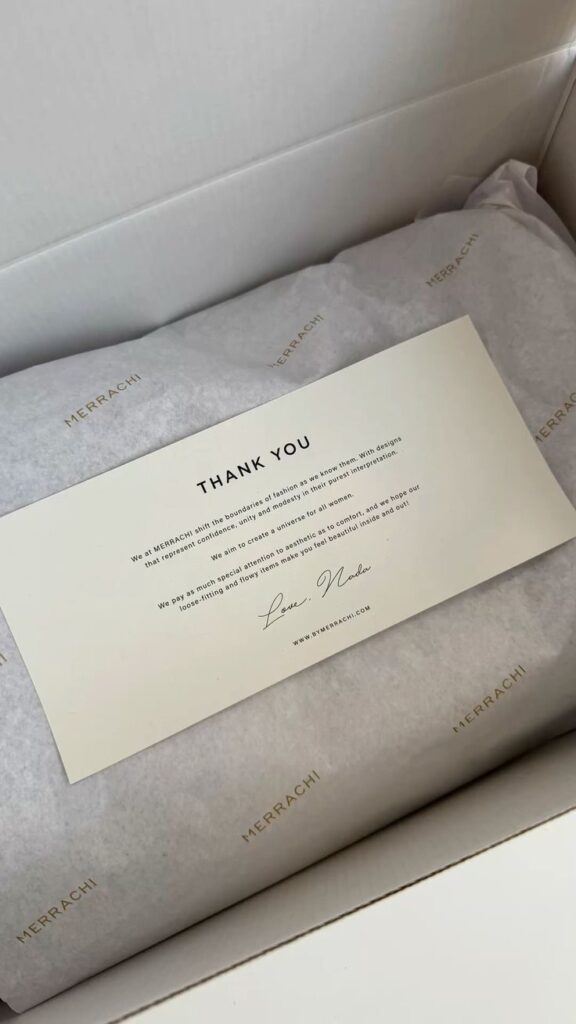 MERRACHI
MERRACHI
MERRACHI
MERRACHI
THANK YOU
We at MERRACHI shift the boundaries of fashion as we know them. With designs
that represent confidence, unity and modesty in their purest interpretation.
We aim to create a universe for all women.
We pay as much special attention to aesthetic as to comfort, and we hope our
loose-fitting and flowy items make you feel beautiful inside and out!
Love, Nada
WWW.BYMERRACHI.COM
MERRACHI
MERRACHI
MERRACHI